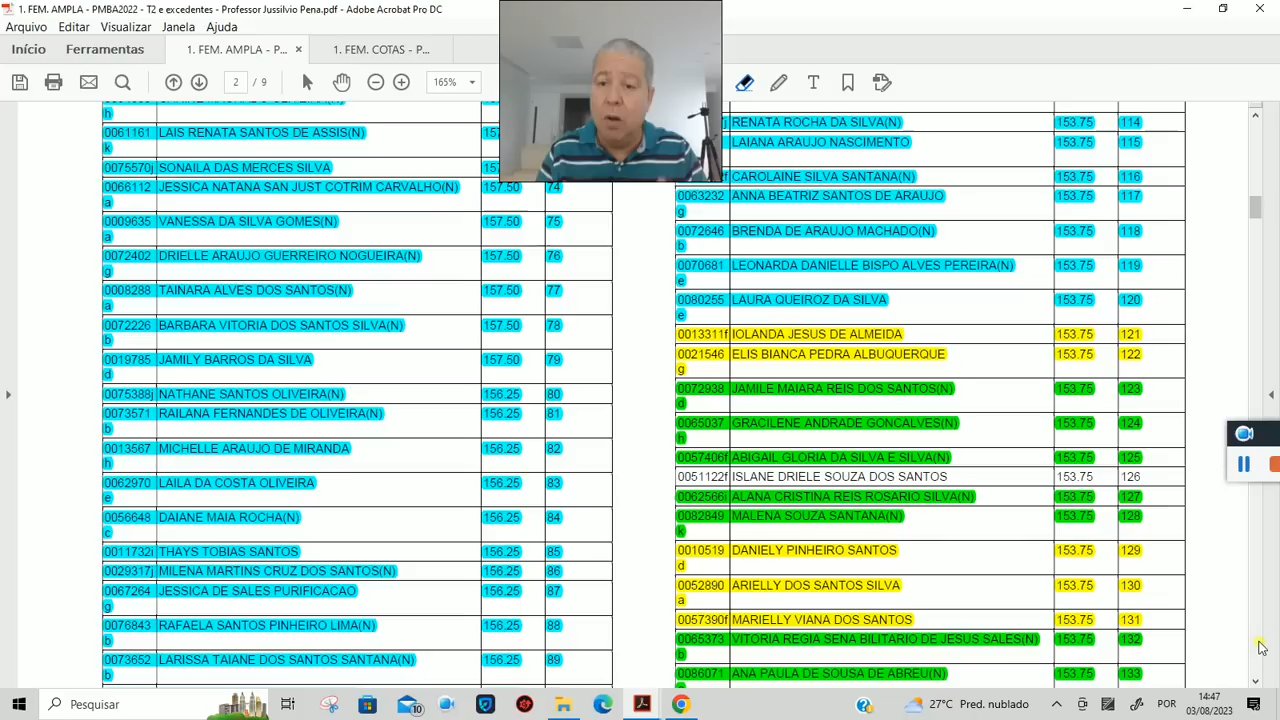 1. FEM. AMPLA - PMBA2022 - T2 e excedentes - Professor Jussilvio Pena.pdf - Adobe Acrobat Pro DC
Arquivo Editar Visualizar Janela Ajuda
Início Ferramentas 1. FEM. AMPLA - P... × 1. FEM. COTAS - P...
2 / 9 165%
h
0061161 LAIS RENATA SANTOS DE ASSIS(N)
k
0075570j SONAILA DAS MERCES SILVA
0066112 JESSICA NATANA SAN JUST COTRIM CARVALHO(N) 157.50 74
a
0009635 VANESSA DA SILVA GOMES(N) 157.50 75
a
0072402 DRIELLE ARAUJO GUERREIRO NOGUEIRA(N) 157.50 76
g
0008288 TAINARA ALVES DOS SANTOS(N) 157.50 77
a
0072226 BARBARA VITORIA DOS SANTOS SILVA(N) 157.50 78
b
0019785 JAMILY BARROS DA SILVA 157.50 79
d
0075388j NATHANE SANTOS OLIVEIRA(N) 156.25 80
0073571 RAILANA FERNANDES DE OLIVEIRA(N) 156.25 81
b
0013567 MICHELLE ARAUJO DE MIRANDA 156.25 82
h
0062970 LAILA DA COSTA OLIVEIRA 156.25 83
e
0056648 DAIANE MAIA ROCHA(N) 156.25 84
c
0011732i THAYS TOBIAS SANTOS 156.25 85
0029317j MILENA MARTINS CRUZ DOS SANTOS(N) 156.25 86
0067264 JESSICA DE SALES PURIFICACAO 156.25 87
g
0076843 RAFAELA SANTOS PINHEIRO LIMA(N) 156.25 88
b
0073652 LARISSA TAIANE DOS SANTOS SANTANA(N) 156.25 89
b
RENATA ROCHA DA SILVA(N) 153.75 114
LAIANA ARAUJO NASCIMENTO 153.75 115
CAROLAINE SILVA SANTANA(N) 153.75 116
0063232 ANNA BEATRIZ SANTOS DE ARAUJO 153.75 117
g
0072646 BRENDA DE ARAUJO MACHADO(N) 153.75 118
b
0070681 LEONARDA DANIELLE BISPO ALVES PEREIRA(N) 153.75 119
e
0080255 LAURA QUEIROZ DA SILVA 153.75 120
e
0013311f IOLANDA JESUS DE ALMEIDA 153.75 121
0021546 ELIS BIANCA PEDRA ALBUQUERQUE 153.75 122
g
0072938 JAMILE MAIARA REIS DOS SANTOS(N) 153.75 123
d
0065037 GRACILENE ANDRADE GONCALVES(N) 153.75 124
h
0057406f ABIGAIL GLORIA DA SILVA E SILVA(N) 153.75 125
0051122f ISLANE DRIELE SOUZA DOS SANTOS 153.75 126
0062566i ALANA CRISTINA REIS ROSARIO SILVA(N) 153.75 127
0082849 MALENA SOUZA SANTANA(N) 153.75 128
k
0010519 DANIELY PINHEIRO SANTOS 153.75 129
d
0052890 ARIELLY DOS SANTOS SILVA 153.75 130
a
0057390f MARIELLY VIANA DOS SANTOS 153.75 131
0065373 VITORIA REGIA SENA BILITARIO DE JESUS SALES(N) 153.75 132
b
0086071 ANA PAULA DE SOUSA DE ABREU(N) 153.75 133
Pesquisar 10 27°C Pred. nublado POR 14:47
03/08/2023